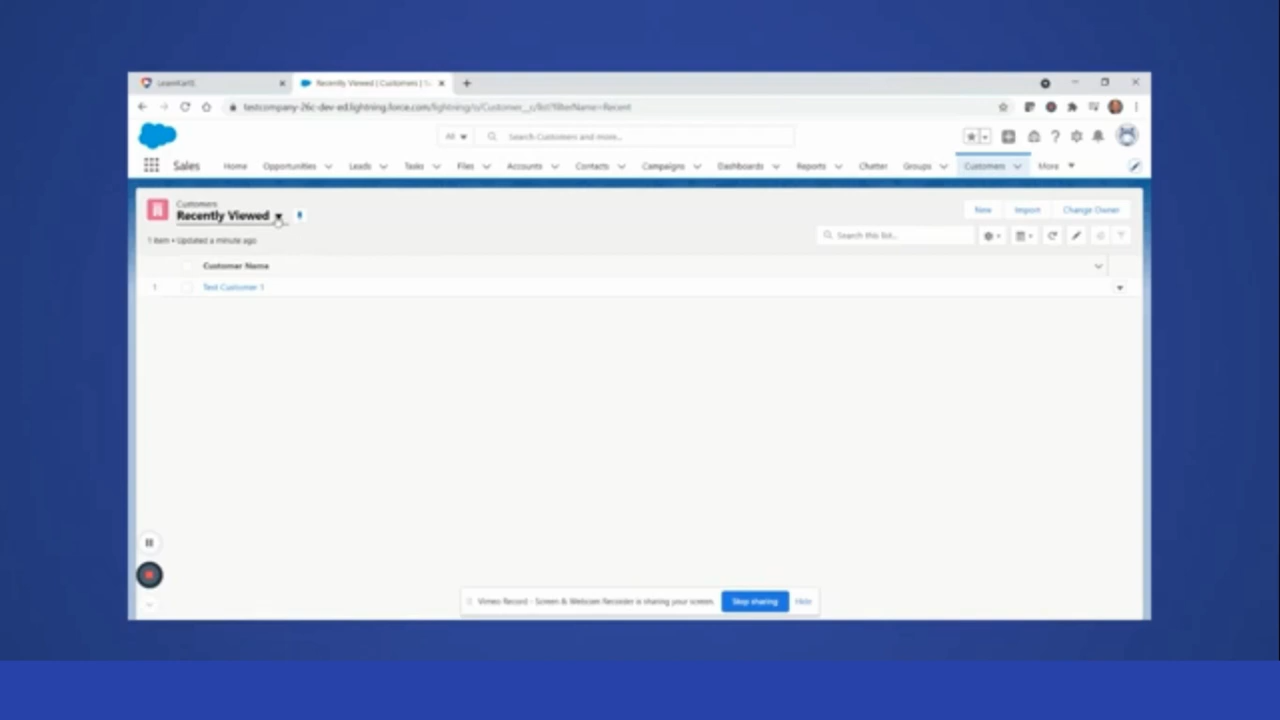 Recently Viewed | Customers |
testcompany-26c-dev-ed.lightning.force.com/lightning/o/Customer__c/list?filterName=Recent
All
Search Customers and more...
Sales Home Opportunities Leads Tasks Files Accounts Contacts Campaigns Dashboards Reports Chatter Groups Customers More
Customers
Recently Viewed
New Import Change Owner
1 item • Updated a minute ago
Search this list...
Customer Name
1 Test Customer 1
Vimeo Record - Screen & Webcam Recorder is sharing your screen. Stop sharing Hide